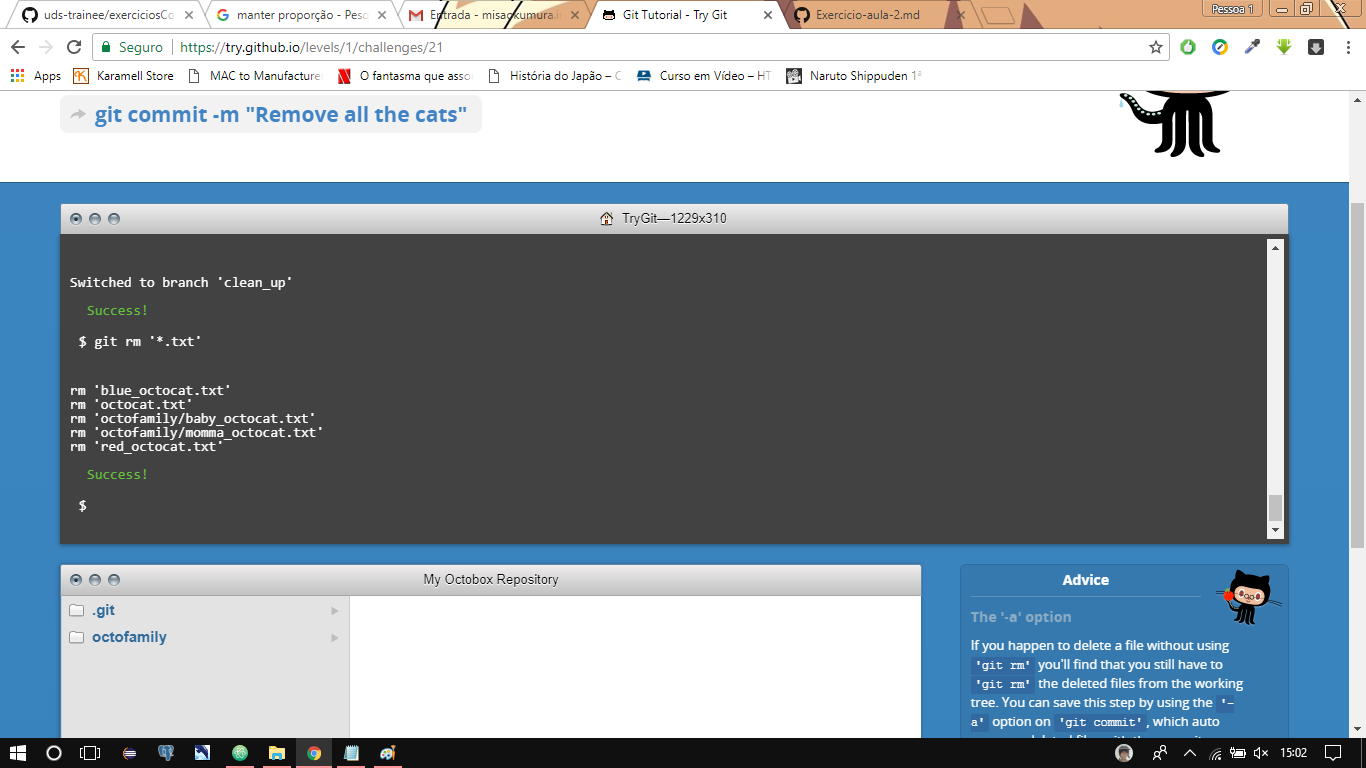 uds-trainee/exerciciosCo
manter proporção - Pesq
Entrada - misaokumura.
Git Tutorial - Try Git
Exercicio-aula-2.md
Pessoa 1
Seguro
https://try.github.io/levels/1/challenges/21
Apps
Karamell Store
MAC to Manufacture
O fantasma que asso
História do Japão – C
Curso em Vídeo – HT
Naruto Shippuden 1ª
git commit -m "Remove all the cats"
TryGit—1229x310
Switched to branch 'clean_up'
Success!
$ git rm '*.txt'
rm 'blue_octocat.txt'
rm 'octocat.txt'
rm 'octofamily/baby_octocat.txt'
rm 'octofamily/momma_octocat.txt'
rm 'red_octocat.txt'
Success!
$
My Octobox Repository
.git
octofamily
Advice
The '-a' option
If you happen to delete a file without using
'git rm' you'll find that you still have to
'git rm' the deleted files from the working
tree. You can save this step by using the '-
a' option on 'git commit', which auto
15:02